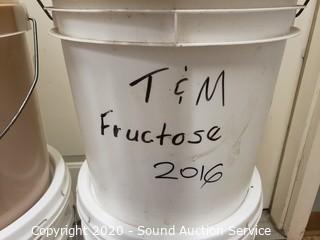 T & M
Fructose
2016
Copyright 2020 - Sound Auction Service